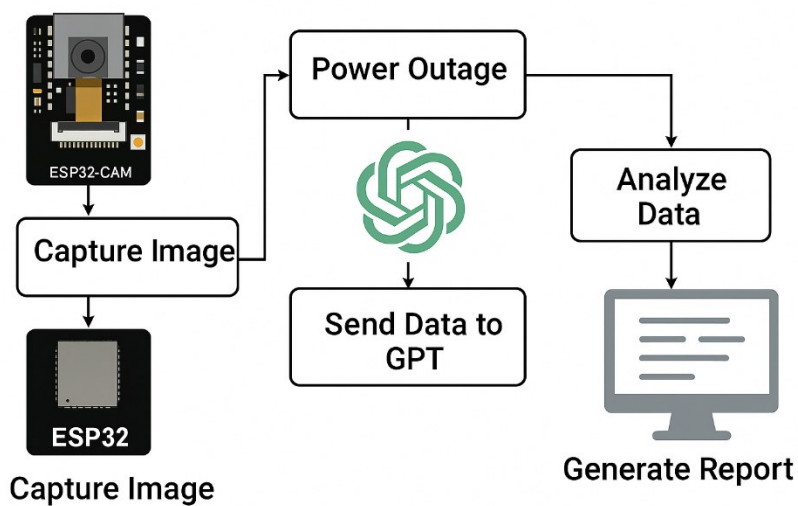 ESP32-CAM
Capture Image
ESP32
Capture Image
Power Outage
Send Data to
GPT
Analyze
Data
Generate Report